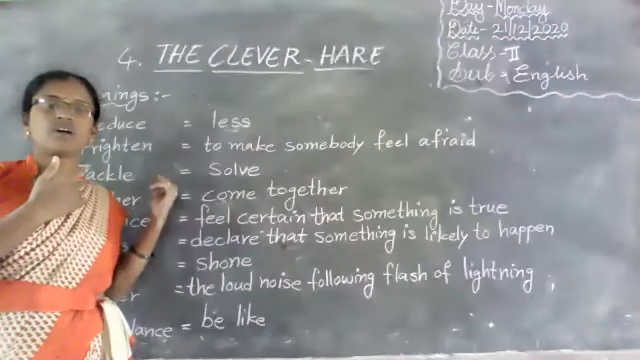 Day - Monday
Date - 21/12/2020
Class - II
Sub - English
4. THE CLEVER - HARE
nings :-
educe = less
righten = to make somebody feel afraid
Tackle = Solve
her = come together
ce = feel certain that something is true
= declare that something is likely to happen
= shone
er = the loud noise following flash of lightning
lance = be like